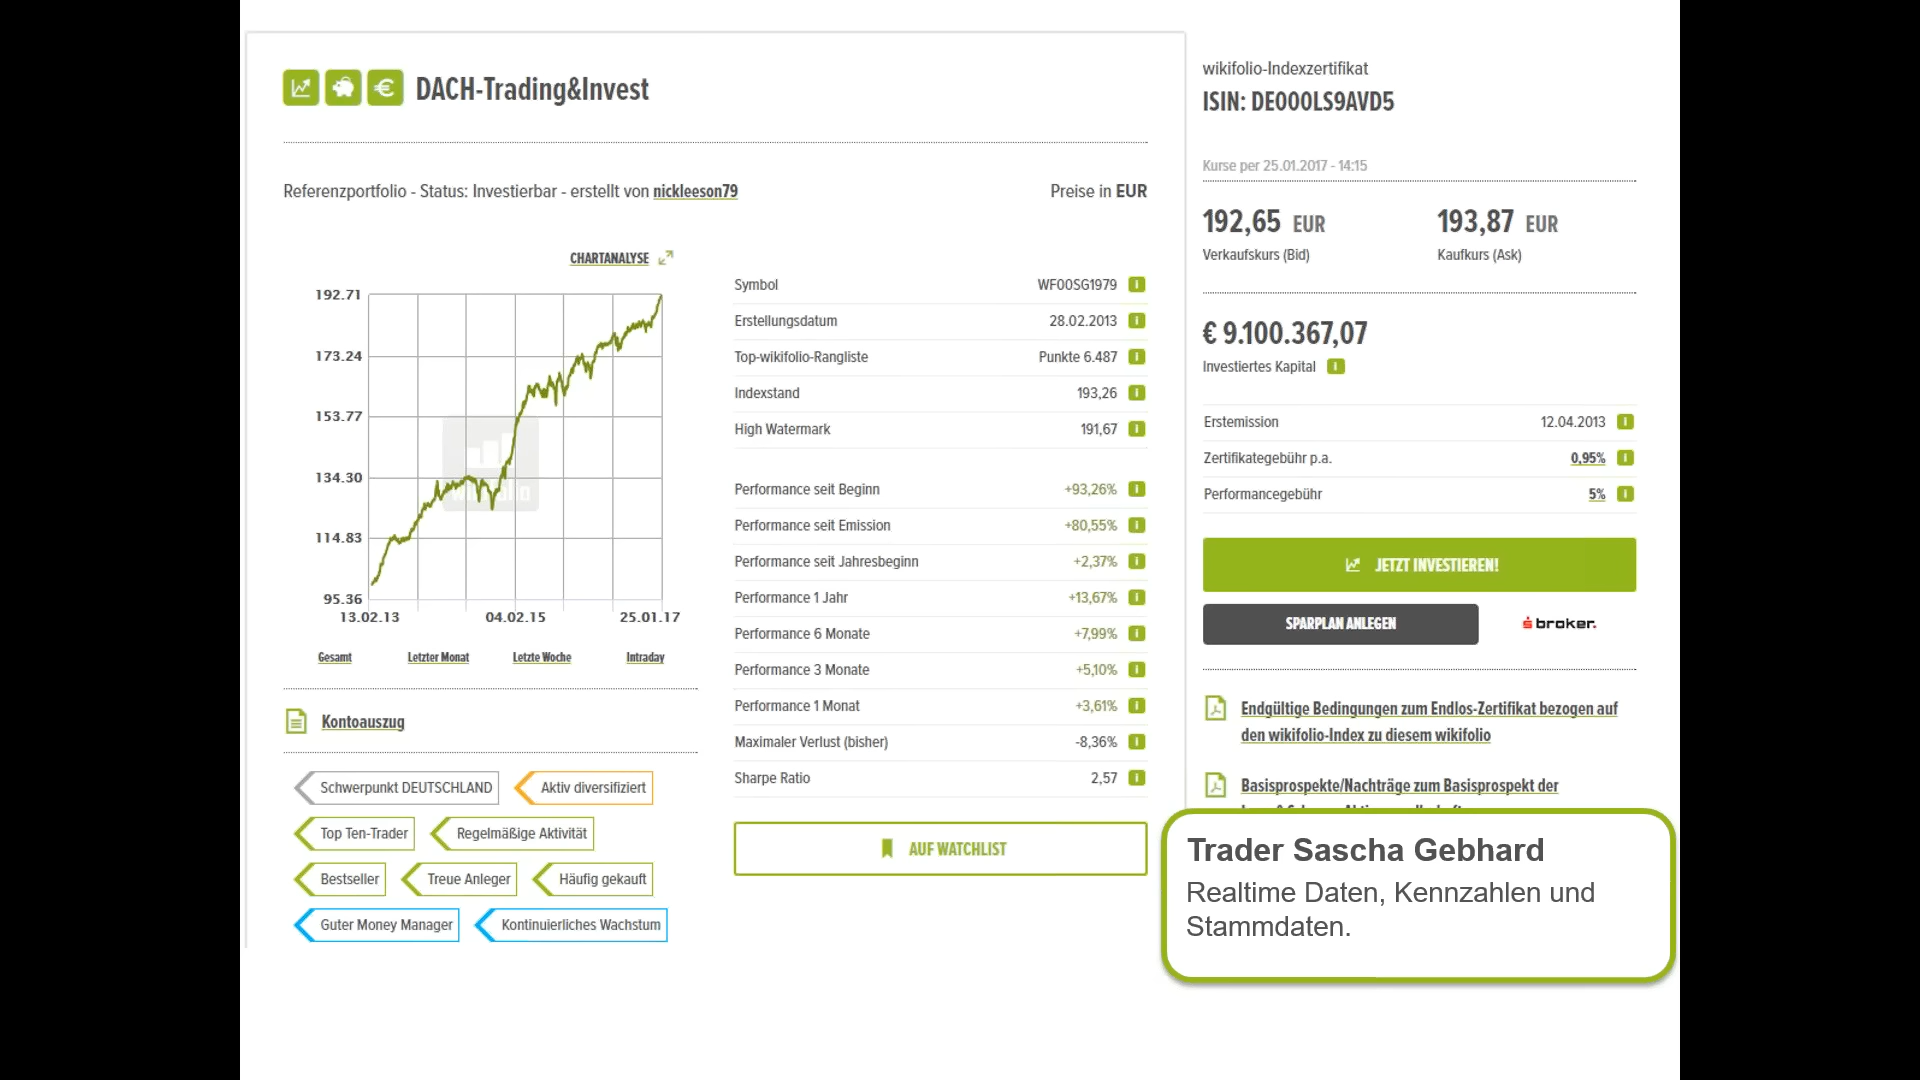 DACH-Trading&Invest
Referenzportfolio - Status: Investierbar - erstellt von nickleeson79
Preise in EUR
CHARTANALYSE
192.71
173.24
153.77
134.30
114.83
95.36
13.02.13 04.02.15 25.01.17
Gesamt Letzter Monat Letzte Woche Intraday
Kontoauszug
Schwerpunkt DEUTSCHLAND Aktiv diversifiziert
Top Ten-Trader Regelmäßige Aktivität
Bestseller Treue Anleger Häufig gekauft
Guter Money Manager Kontinuierliches Wachstum
Symbol WF00SG1979
Erstellungsdatum 28.02.2013
Top-wikifolio-Rangliste Punkte 6.487
Indexstand 193,26
High Watermark 191,67
Performance seit Beginn +93,26%
Performance seit Emission +80,55%
Performance seit Jahresbeginn +2,37%
Performance 1 Jahr +13,67%
Performance 6 Monate +7,99%
Performance 3 Monate +5,10%
Performance 1 Monat +3,61%
Maximaler Verlust (bisher) -8,36%
Sharpe Ratio 2,57
AUF WATCHLIST
wikifolio-Indexzertifikat
ISIN: DE000LS9AVD5
Kurse per 25.01.2017 - 14:15
192,65 EUR 193,87 EUR
Verkaufskurs (Bid) Kaufkurs (Ask)
€ 9.100.367,07
Investiertes Kapital
Erstemission 12.04.2013
Zertifikategebühr p.a. 0,95%
Performancegebühr 5%
JETZT INVESTIEREN!
SPARPLAN ANLEGEN
broker.
Endgültige Bedingungen zum Endlos-Zertifikat bezogen auf
den wikifolio-Index zu diesem wikifolio
Basisprospekte/Nachträge zum Basisprospekt der
Trader Sascha Gebhard
Realtime Daten, Kennzahlen und
Stammdaten.